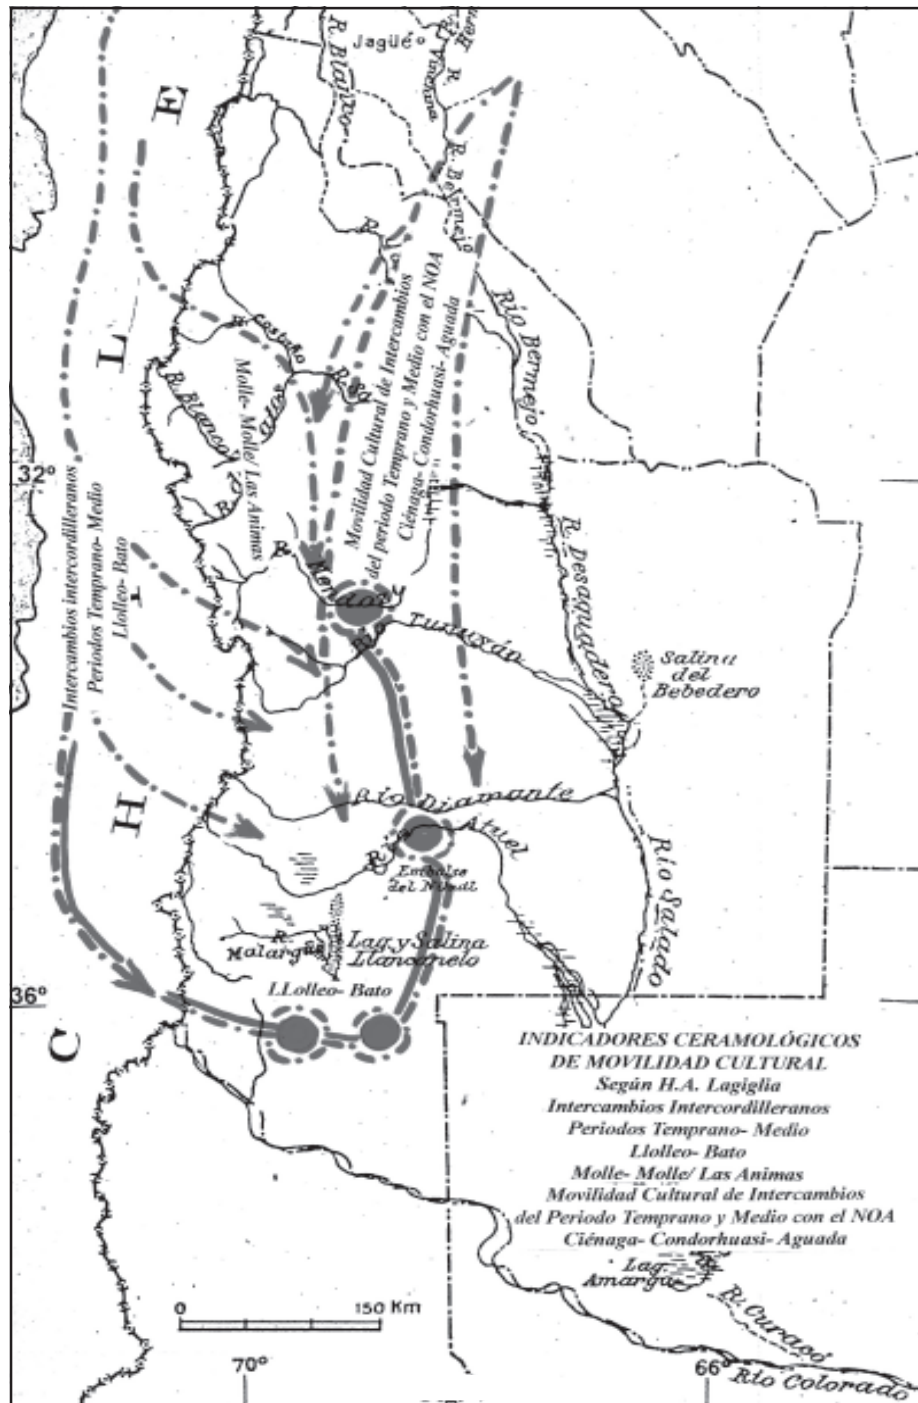 Jagüé
R. Blanco
R. Vinchina
R. Bermejo
Río Bermejo
E
L
H
C
R. Castaño
R. Blanco
Molle- Molle/ Las Animas
Movilidad Cultural de Intercambios
del periodo Temprano y Medio con el NOA
Ciénaga- Condorhuasi- Aguada
32°
Intercambios intercordilleranos
Periodos Temprano- Medio
Llolleo- Bato
R. Mendoza
Río Tunuyán
R. Desaguadero
Salina
del
Bebedero
Río Diamante
R. Atuel
Embalse
del Nihuil
Río Salado
R.
Malargüe
Lag. y Salina
Llancanelo
LLolleo- Bato
36°
INDICADORES CERAMOLÓGICOS
DE MOVILIDAD CULTURAL
Según H.A. Lagiglia
Intercambios Intercordilleranos
Periodos Temprano- Medio
Llolleo- Bato
Molle- Molle/ Las Animas
Movilidad Cultural de Intercambios
del Periodo Temprano y Medio con el NOA
Ciénaga- Condorhuasi- Aguada
Lag.
Amarga
R. Curacó
0 150 Km
70°
66°
Río Colorado